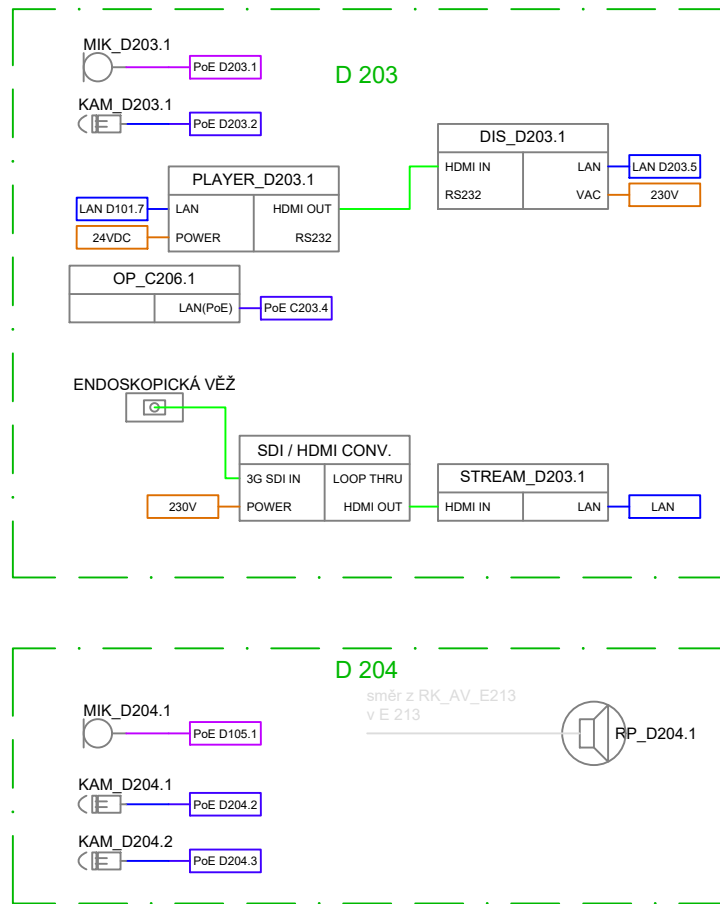 D 203
MIK_D203.1
PoE D203.1
KAM_D203.1
PoE D203.2
DIS_D203.1
HDMI IN
LAN
LAN D203.5
RS232
VAC
230V
PLAYER_D203.1
LAN D101.7
LAN
HDMI OUT
24VDC
POWER
RS232
OP_C206.1
LAN(PoE)
PoE C203.4
ENDOSKOPICKÁ VĚŽ
SDI / HDMI CONV.
3G SDI IN
LOOP THRU
230V
POWER
HDMI OUT
STREAM_D203.1
HDMI IN
LAN
LAN
D 204
MIK_D204.1
PoE D105.1
směr z RK_AV_E213
v E 213
RP_D204.1
KAM_D204.1
PoE D204.2
KAM_D204.2
PoE D204.3